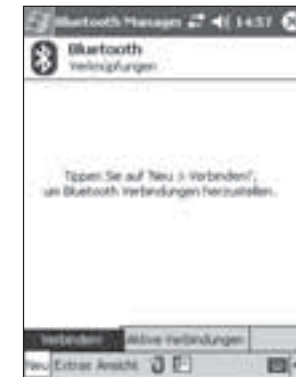 Bluetooth Manager 14:57
Bluetooth
Verknüpfungen
Tippen Sie auf "Neu > Verbinden!",
um Bluetooth Verbindungen herzustellen.
Verbinden Aktive Verbindungen
Neu Extras Ansicht